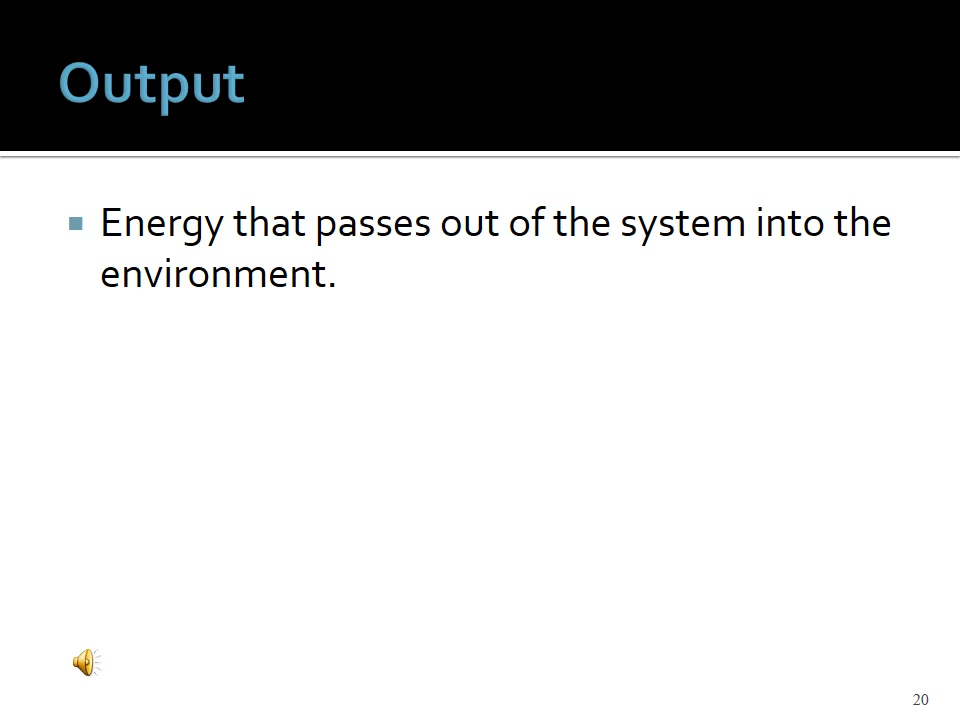 Output
Energy that passes out of the system into the
environment.
20